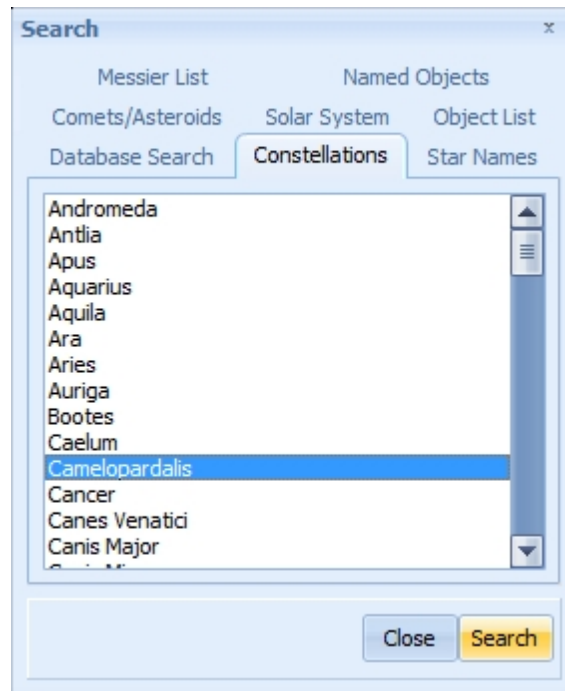 Search x
Messier List Named Objects
Comets/Asteroids Solar System Object List
Database Search Constellations Star Names
Andromeda
Antlia
Apus
Aquarius
Aquila
Ara
Aries
Auriga
Bootes
Caelum
Camelopardalis
Cancer
Canes Venatici
Canis Major
Close Search